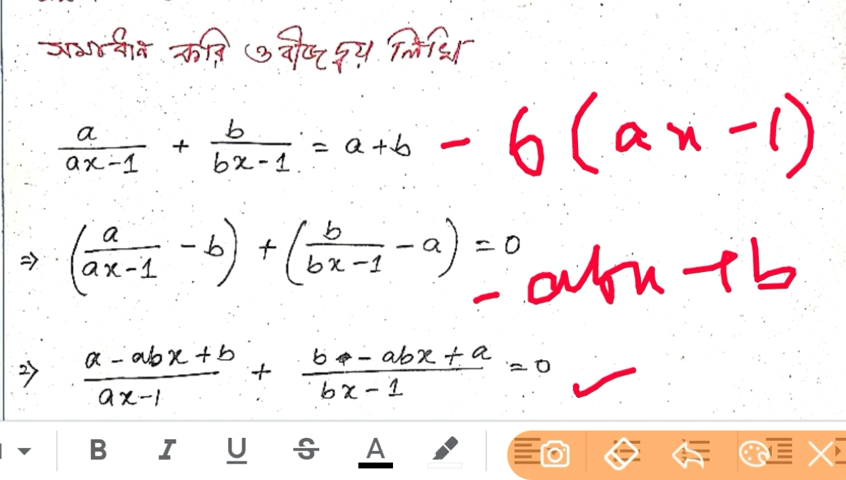 সমাধান করি ও বীজদ্বয় লিখি
a/(ax-1) + b/(bx-1) = a+b
- b(ax-1)
⇒ (a/(ax-1) - b) + (b/(bx-1) - a) = 0
- abx + b
⇒ (a - abx + b)/(ax-1) + (b - abx + a)/(bx-1) = 0 ✓
B I U S A